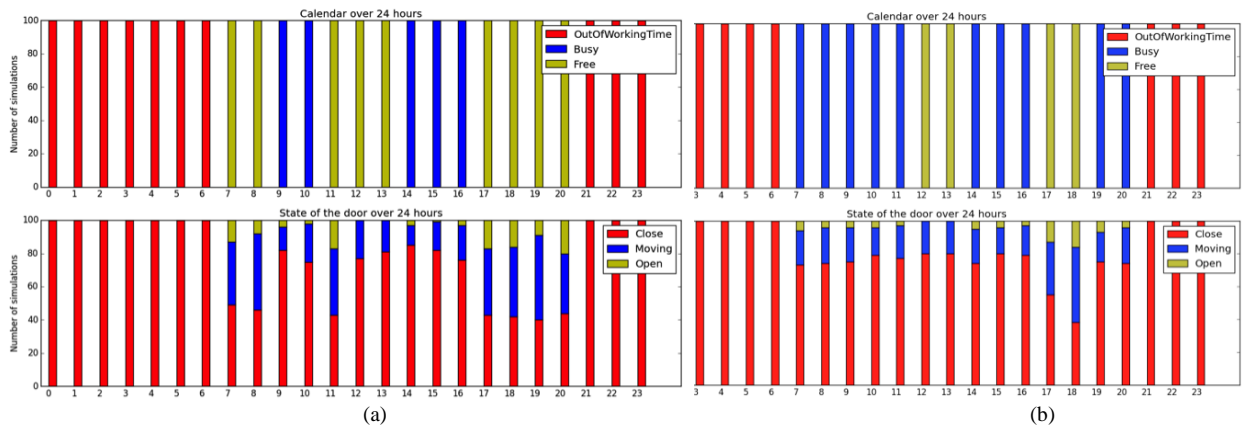 Calendar over 24 hours
Number of simulations
100
80
60
40
20
0
OutOfWorkingTime
Busy
Free
0 1 2 3 4 5 6 7 8 9 10 11 12 13 14 15 16 17 18 19 20 21 22 23
State of the door over 24 hours
Number of simulations
100
80
60
40
20
0
Close
Moving
Open
0 1 2 3 4 5 6 7 8 9 10 11 12 13 14 15 16 17 18 19 20 21 22 23
(a)
Calendar over 24 hours
OutOfWorkingTime
Busy
Free
3 4 5 6 7 8 9 10 11 12 13 14 15 16 17 18 19 20 21 22 23
State of the door over 24 hours
Close
Moving
Open
3 4 5 6 7 8 9 10 11 12 13 14 15 16 17 18 19 20 21 22 23
(b)